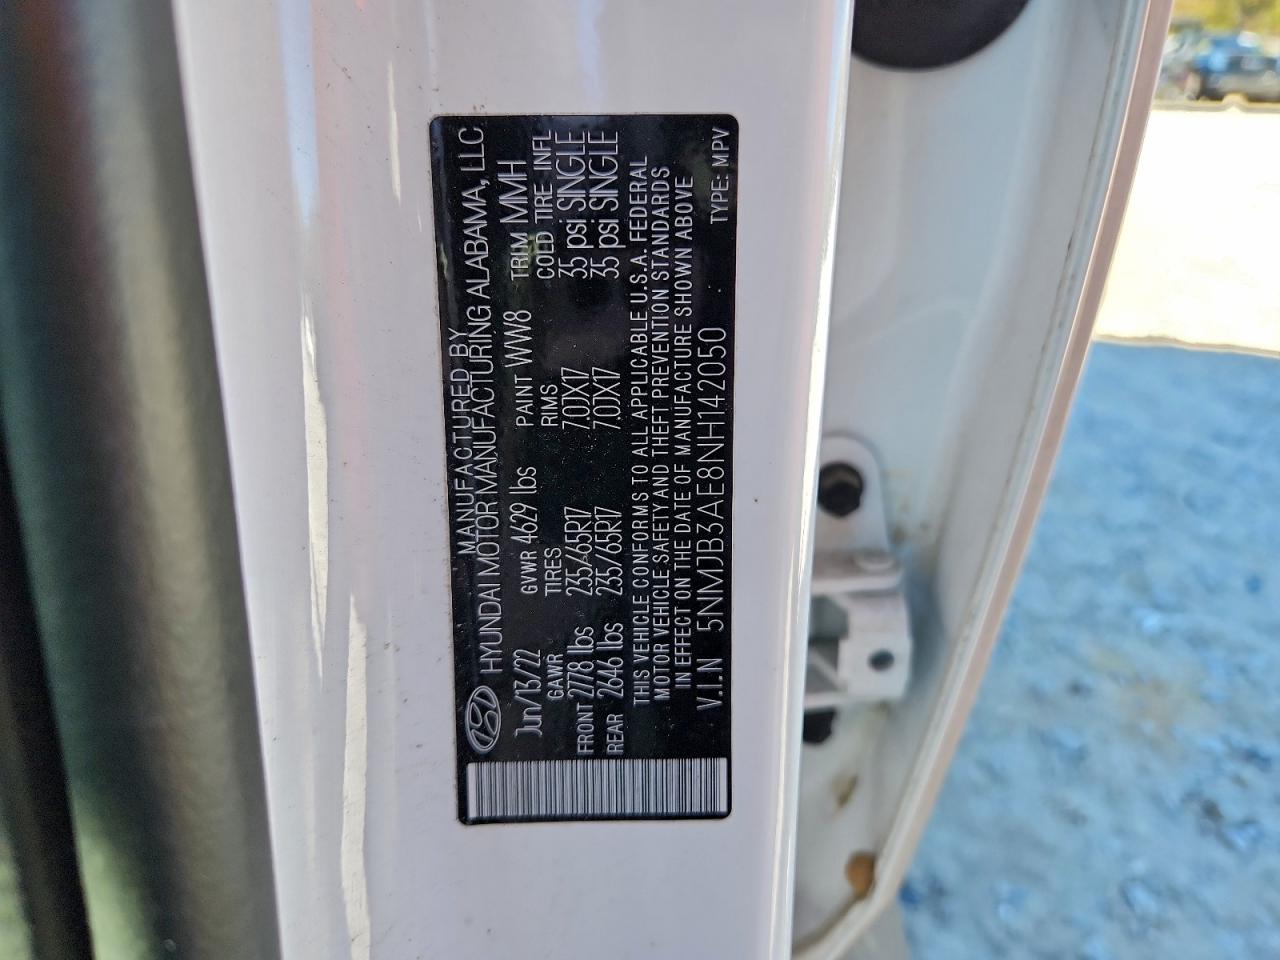 MANUFACTURED BY
HYUNDAI MOTOR MANUFACTURING ALABAMA, LLC
Jun/13/22 GVWR 4629 lbs PAINT WW8 TRIM MMH
GAWR TIRES RIMS COLD TIRE INFL
FRONT 2778 lbs 235/65R17 7.0JX17 35 psi SINGLE
REAR 2646 lbs 235/65R17 7.0JX17 35 psi SINGLE
THIS VEHICLE CONFORMS TO ALL APPLICABLE U.S.A. FEDERAL
MOTOR VEHICLE SAFETY AND THEFT PREVENTION STANDARDS
IN EFFECT ON THE DATE OF MANUFACTURE SHOWN ABOVE
V.I.N 5NMJB3AE8NH142050 TYPE: MPV